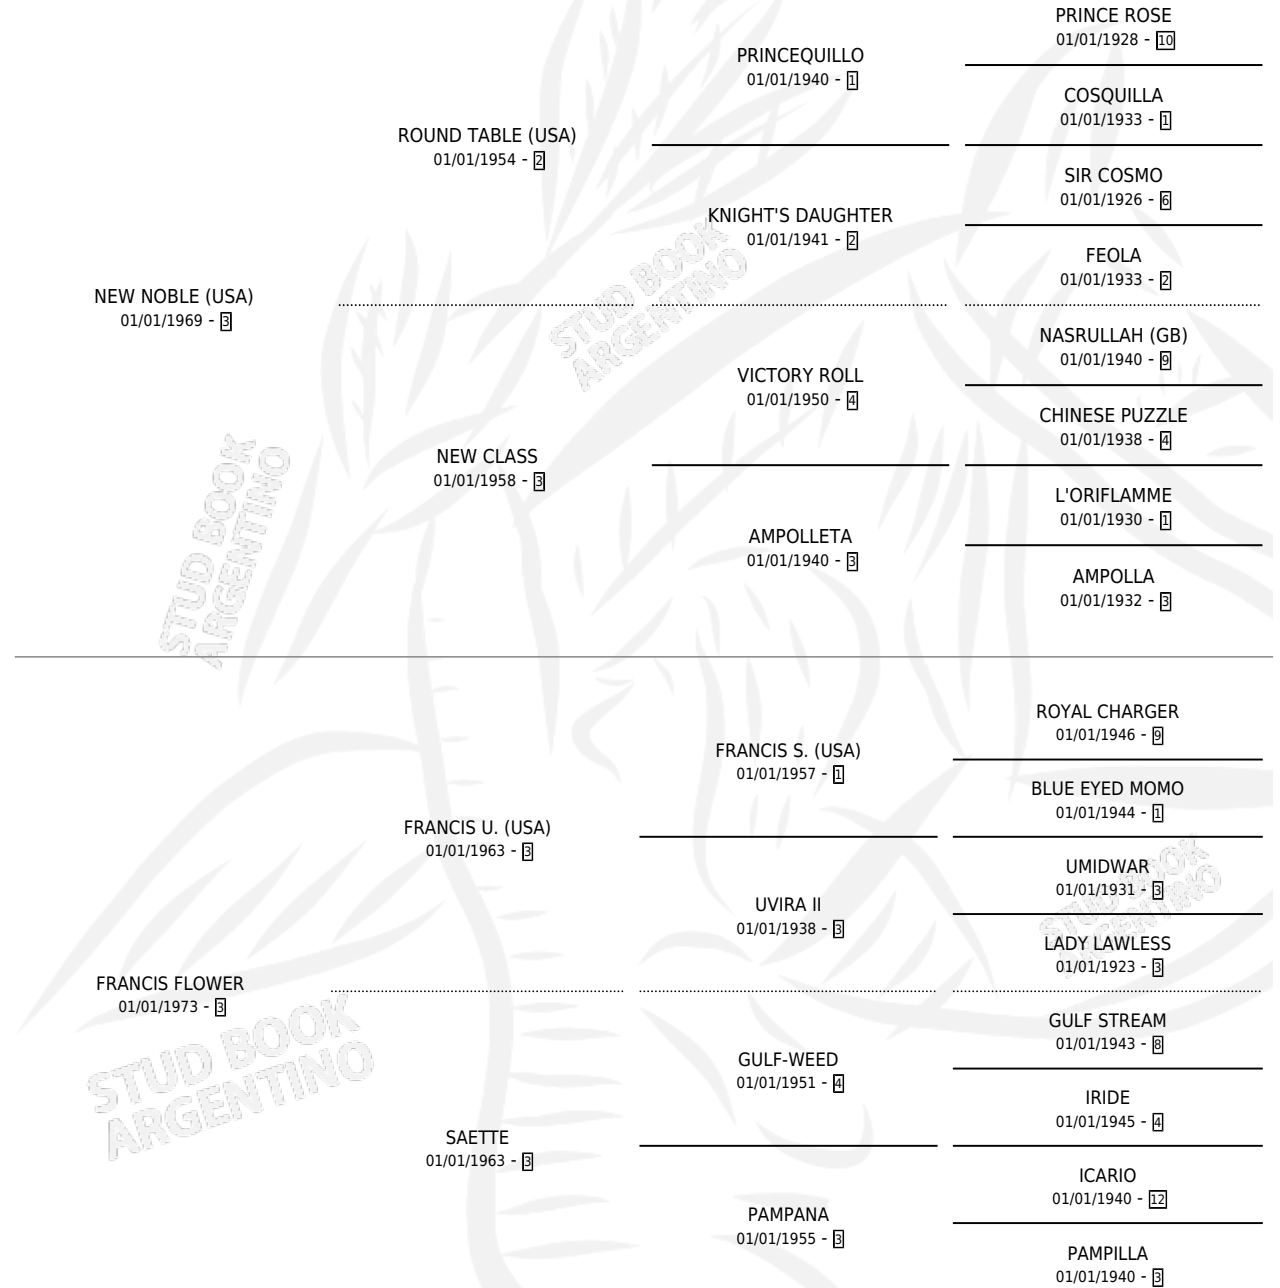 PRINCE ROSE
01/01/1928 - 10
PRINCEQUILLO
01/01/1940 - 1
COSQUILLA
01/01/1933 - 1
ROUND TABLE (USA)
01/01/1954 - 2
SIR COSMO
01/01/1926 - 6
KNIGHT'S DAUGHTER
01/01/1941 - 2
FEOLA
01/01/1933 - 2
NEW NOBLE (USA)
01/01/1969 - 3
STUD BOOK
ARGENTINO
NASRULLAH (GB)
01/01/1940 - 9
VICTORY ROLL
01/01/1950 - 4
CHINESE PUZZLE
01/01/1938 - 4
NEW CLASS
01/01/1958 - 3
L'ORIFLAMME
01/01/1930 - 1
AMPOLLETA
01/01/1940 - 3
AMPOLLA
01/01/1932 - 3
STUD BOOK
ARGENTINO
ROYAL CHARGER
01/01/1946 - 9
FRANCIS S. (USA)
01/01/1957 - 1
BLUE EYED MOMO
01/01/1944 - 1
FRANCIS U. (USA)
01/01/1963 - 3
UMIDWAR
01/01/1931 - 3
UVIRA II
01/01/1938 - 3
LADY LAWLESS
01/01/1923 - 3
STUD BOOK
ARGENTINO
FRANCIS FLOWER
01/01/1973 - 3
GULF STREAM
01/01/1943 - 8
GULF-WEED
01/01/1951 - 4
IRIDE
01/01/1945 - 4
STUD BOOK
ARGENTINO
SAETTE
01/01/1963 - 3
ICARIO
01/01/1940 - 12
PAMPANA
01/01/1955 - 3
PAMPILLA
01/01/1940 - 3